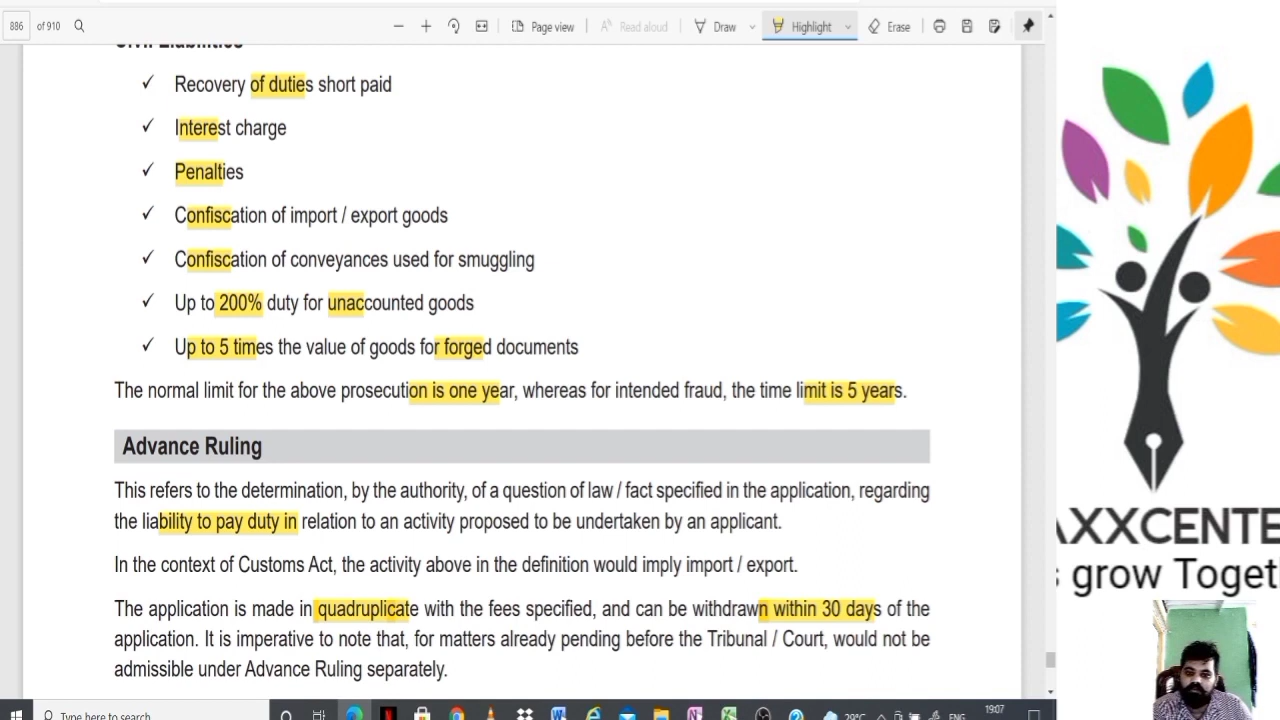 886 of 910
Page view
Read aloud
Draw
Highlight
Erase
Civil Liabilities
✓ Recovery of duties short paid
✓ Interest charge
✓ Penalties
✓ Confiscation of import / export goods
✓ Confiscation of conveyances used for smuggling
✓ Up to 200% duty for unaccounted goods
✓ Up to 5 times the value of goods for forged documents
The normal limit for the above prosecution is one year, whereas for intended fraud, the time limit is 5 years.
Advance Ruling
This refers to the determination, by the authority, of a question of law / fact specified in the application, regarding
the liability to pay duty in relation to an activity proposed to be undertaken by an applicant.
In the context of Customs Act, the activity above in the definition would imply import / export.
The application is made in quadruplicate with the fees specified, and can be withdrawn within 30 days of the
application. It is imperative to note that, for matters already pending before the Tribunal / Court, would not be
admissible under Advance Ruling separately.
AXXCENTE
s grow Toget
Type here to search
29°C
ENG
19:07